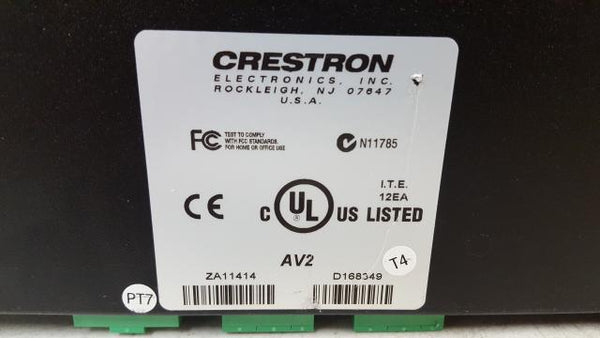 CRESTRON
ELECTRONICS, INC.
ROCKLEIGH, NJ 07647
U.S.A.
FC TEST TO COMPLY
WITH FCC STANDARDS
FOR HOME OR OFFICE USE
N11785
I.T.E.
12EA
CE
C UL US LISTED
AV2
T4
ZA11414
D168349
PT7